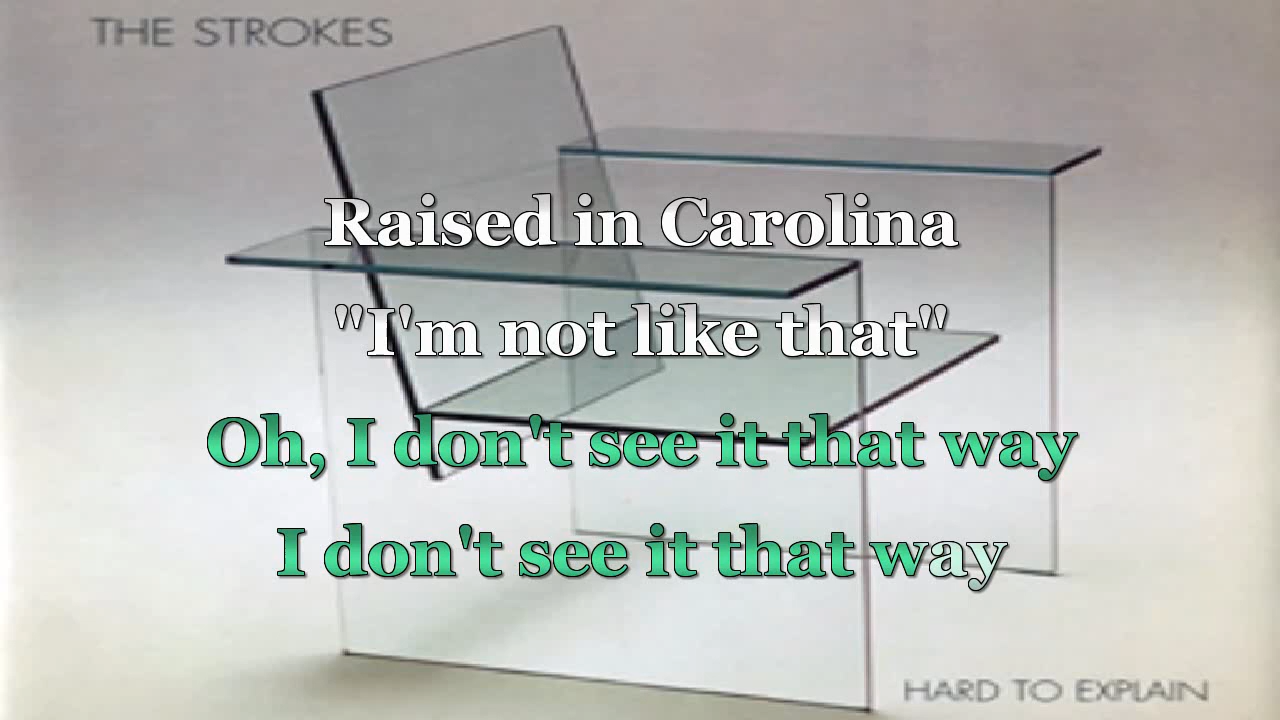 THE STROKES
Raised in Carolina
"I'm not like that"
Oh, I don't see it that way
I don't see it that way
HARD TO EXPLAIN